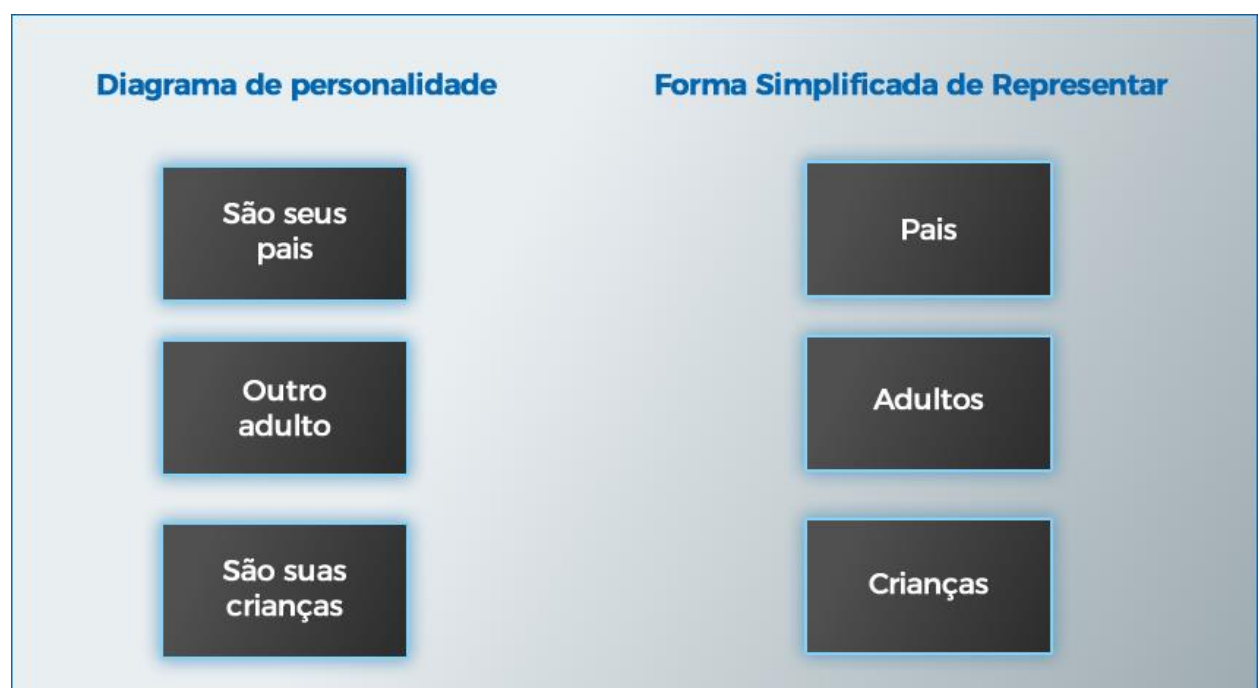 Diagrama de personalidade
Forma Simplificada de Representar
São seus
pais
Pais
Outro
adulto
Adultos
São suas
crianças
Crianças